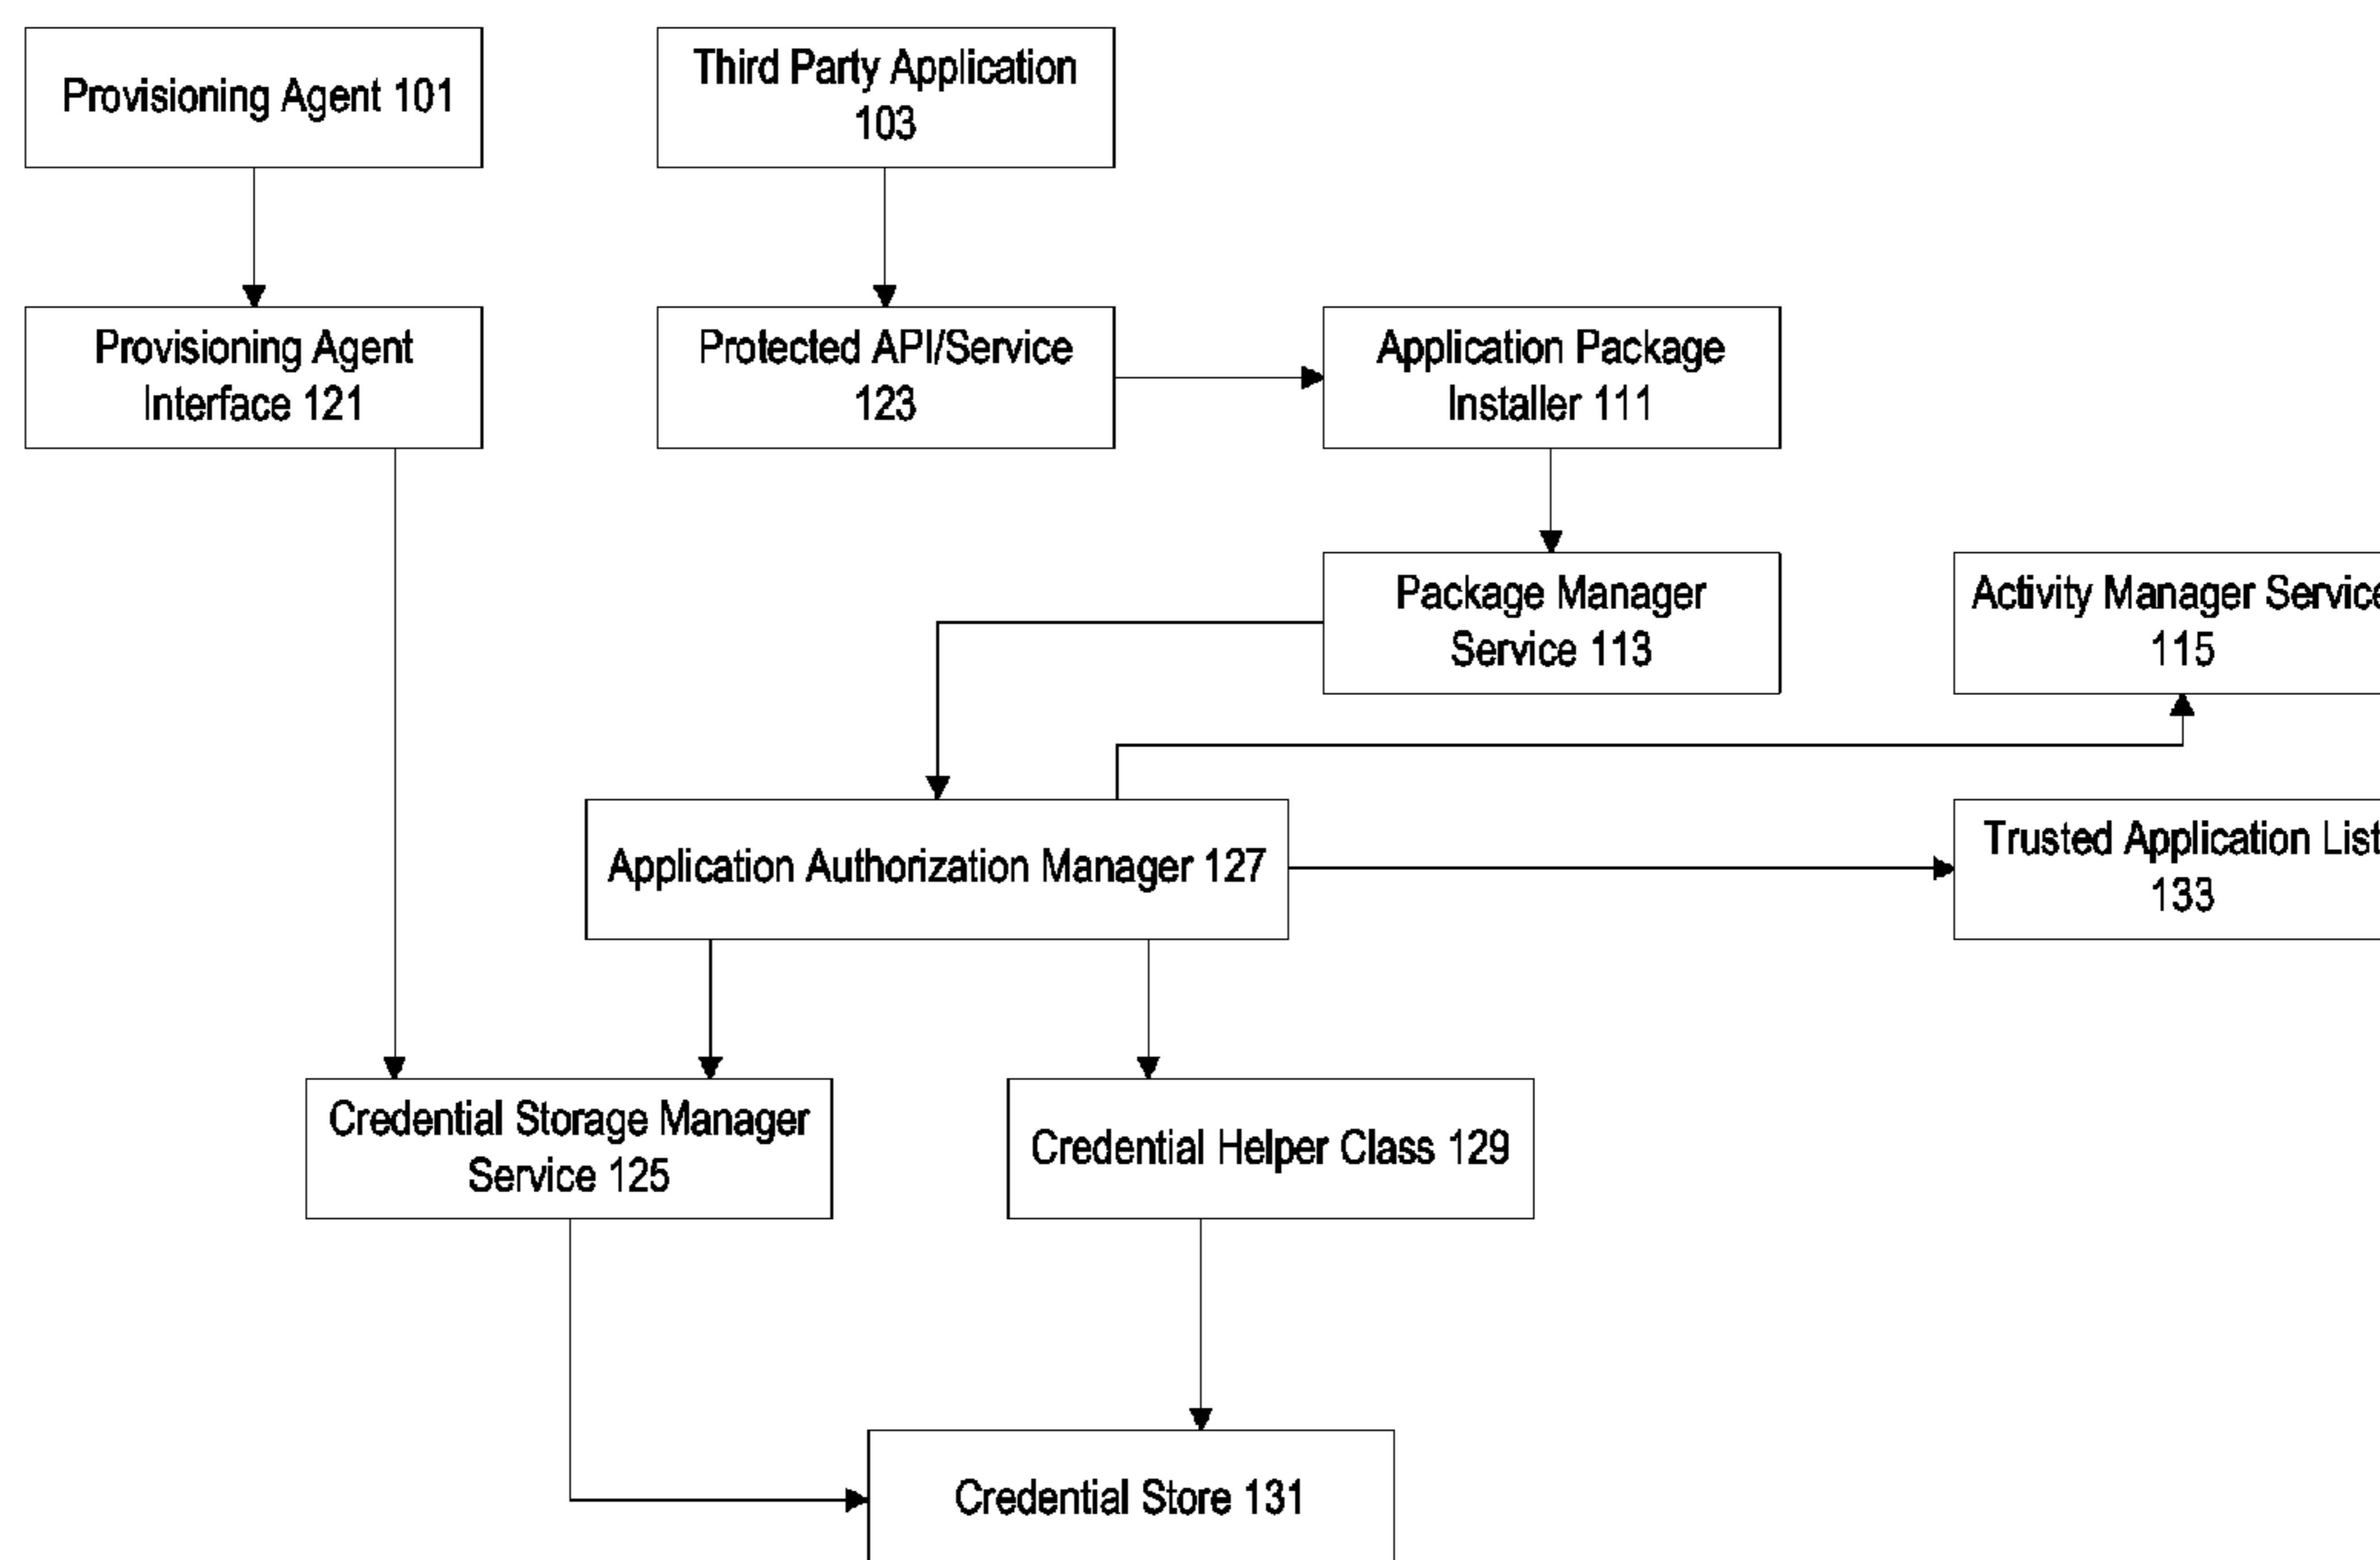 Provisioning Agent 101
Third Party Application
103
Provisioning Agent
Interface 121
Protected API/Service
123
Application Package
Installer 111
Package Manager
Service 113
Activity Manager Service
115
Application Authorization Manager 127
Trusted Application List
133
Credential Storage Manager
Service 125
Credential Helper Class 129
Credential Store 131